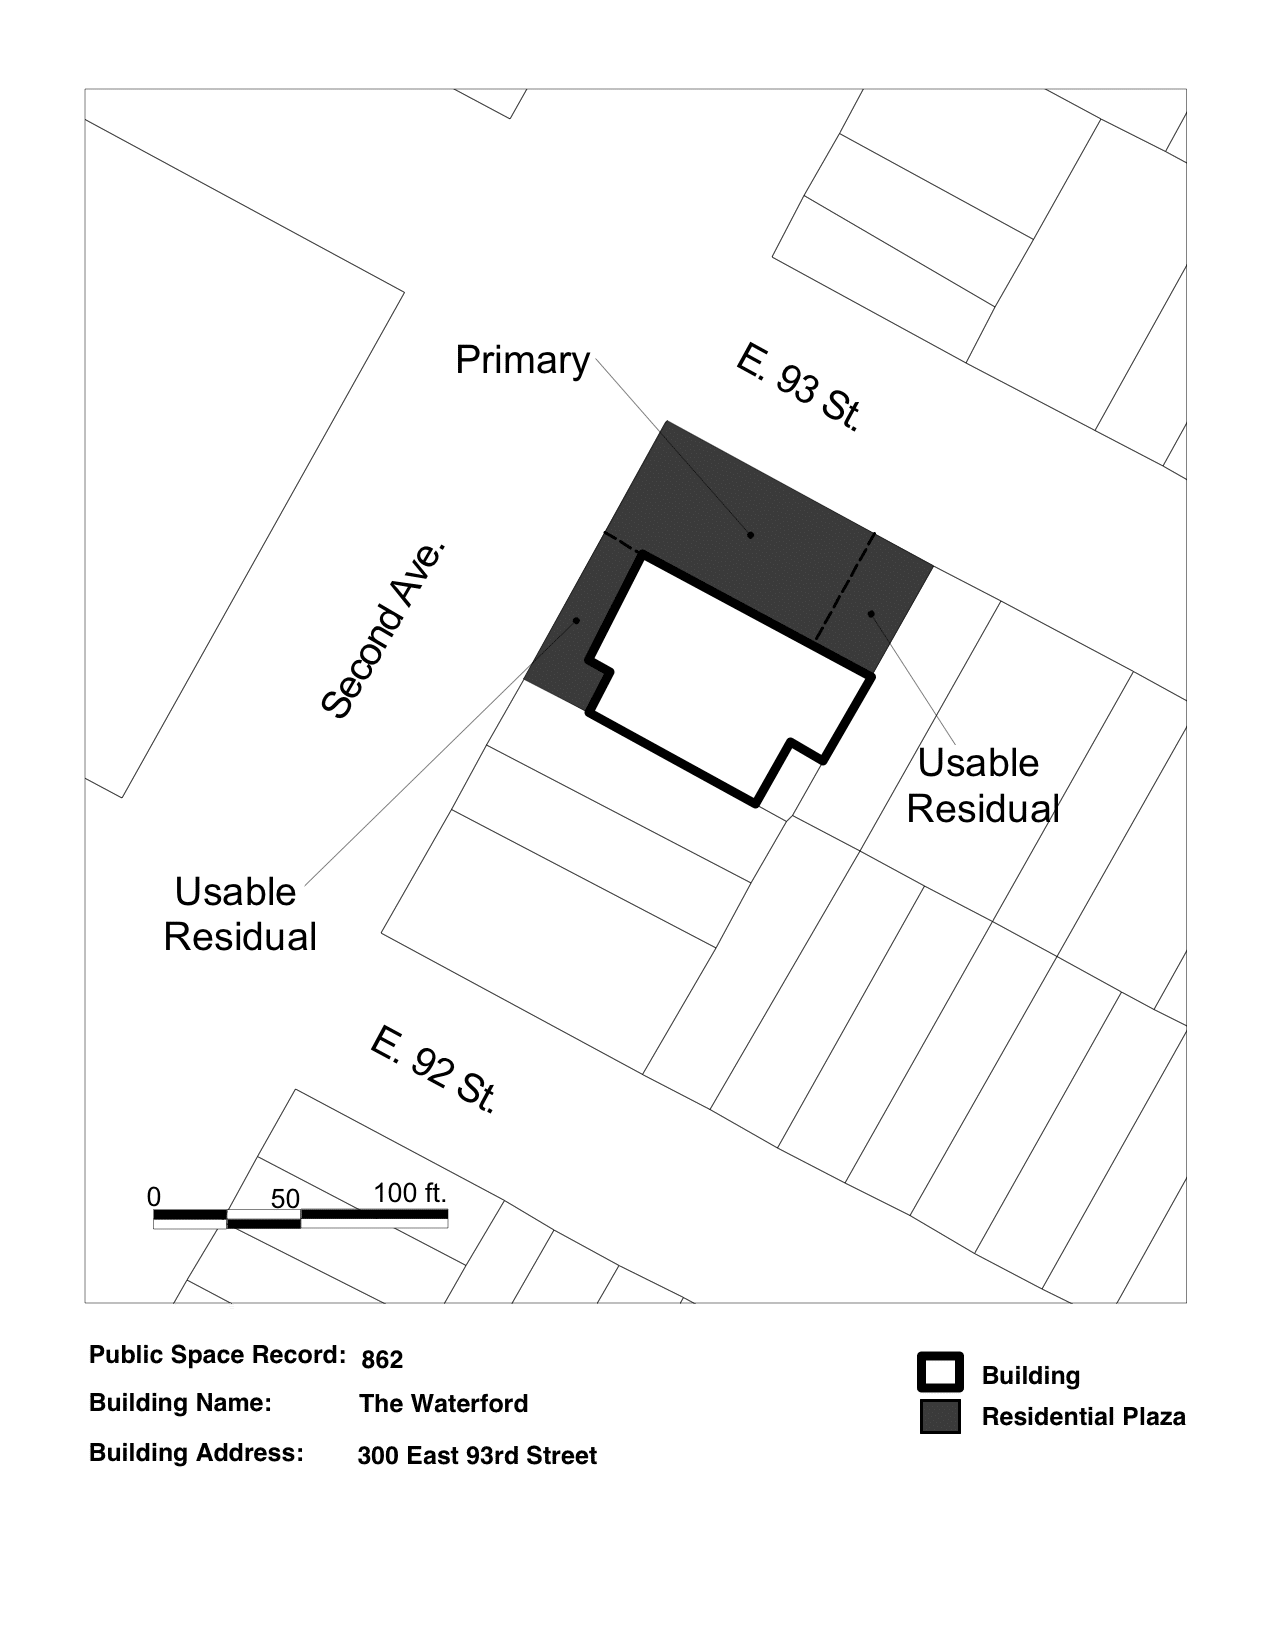 E. 93 St.
Primary
Second Ave.
Usable
Residual
Usable
Residual
E. 92 St.
0 50 100 ft.
Public Space Record: 862
Building Name: The Waterford
Building Address: 300 East 93rd Street
Building
Residential Plaza